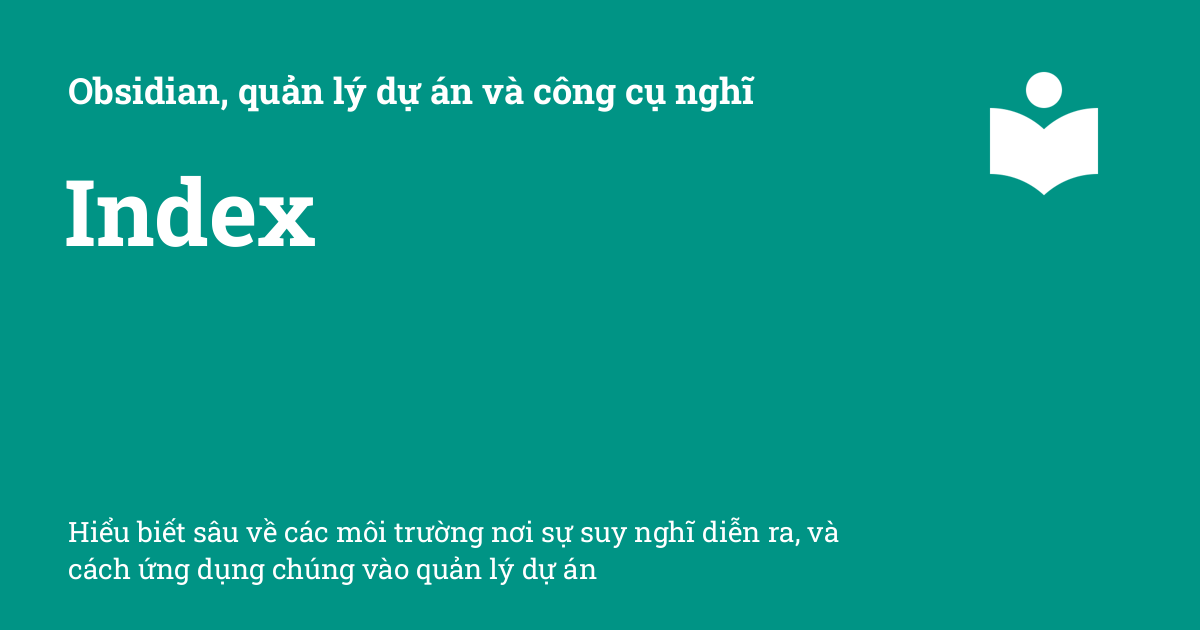 Obsidian, quản lý dự án và công cụ nghĩ
Index
Hiểu biết sâu về các môi trường nơi sự suy nghĩ diễn ra, và
cách ứng dụng chúng vào quản lý dự án